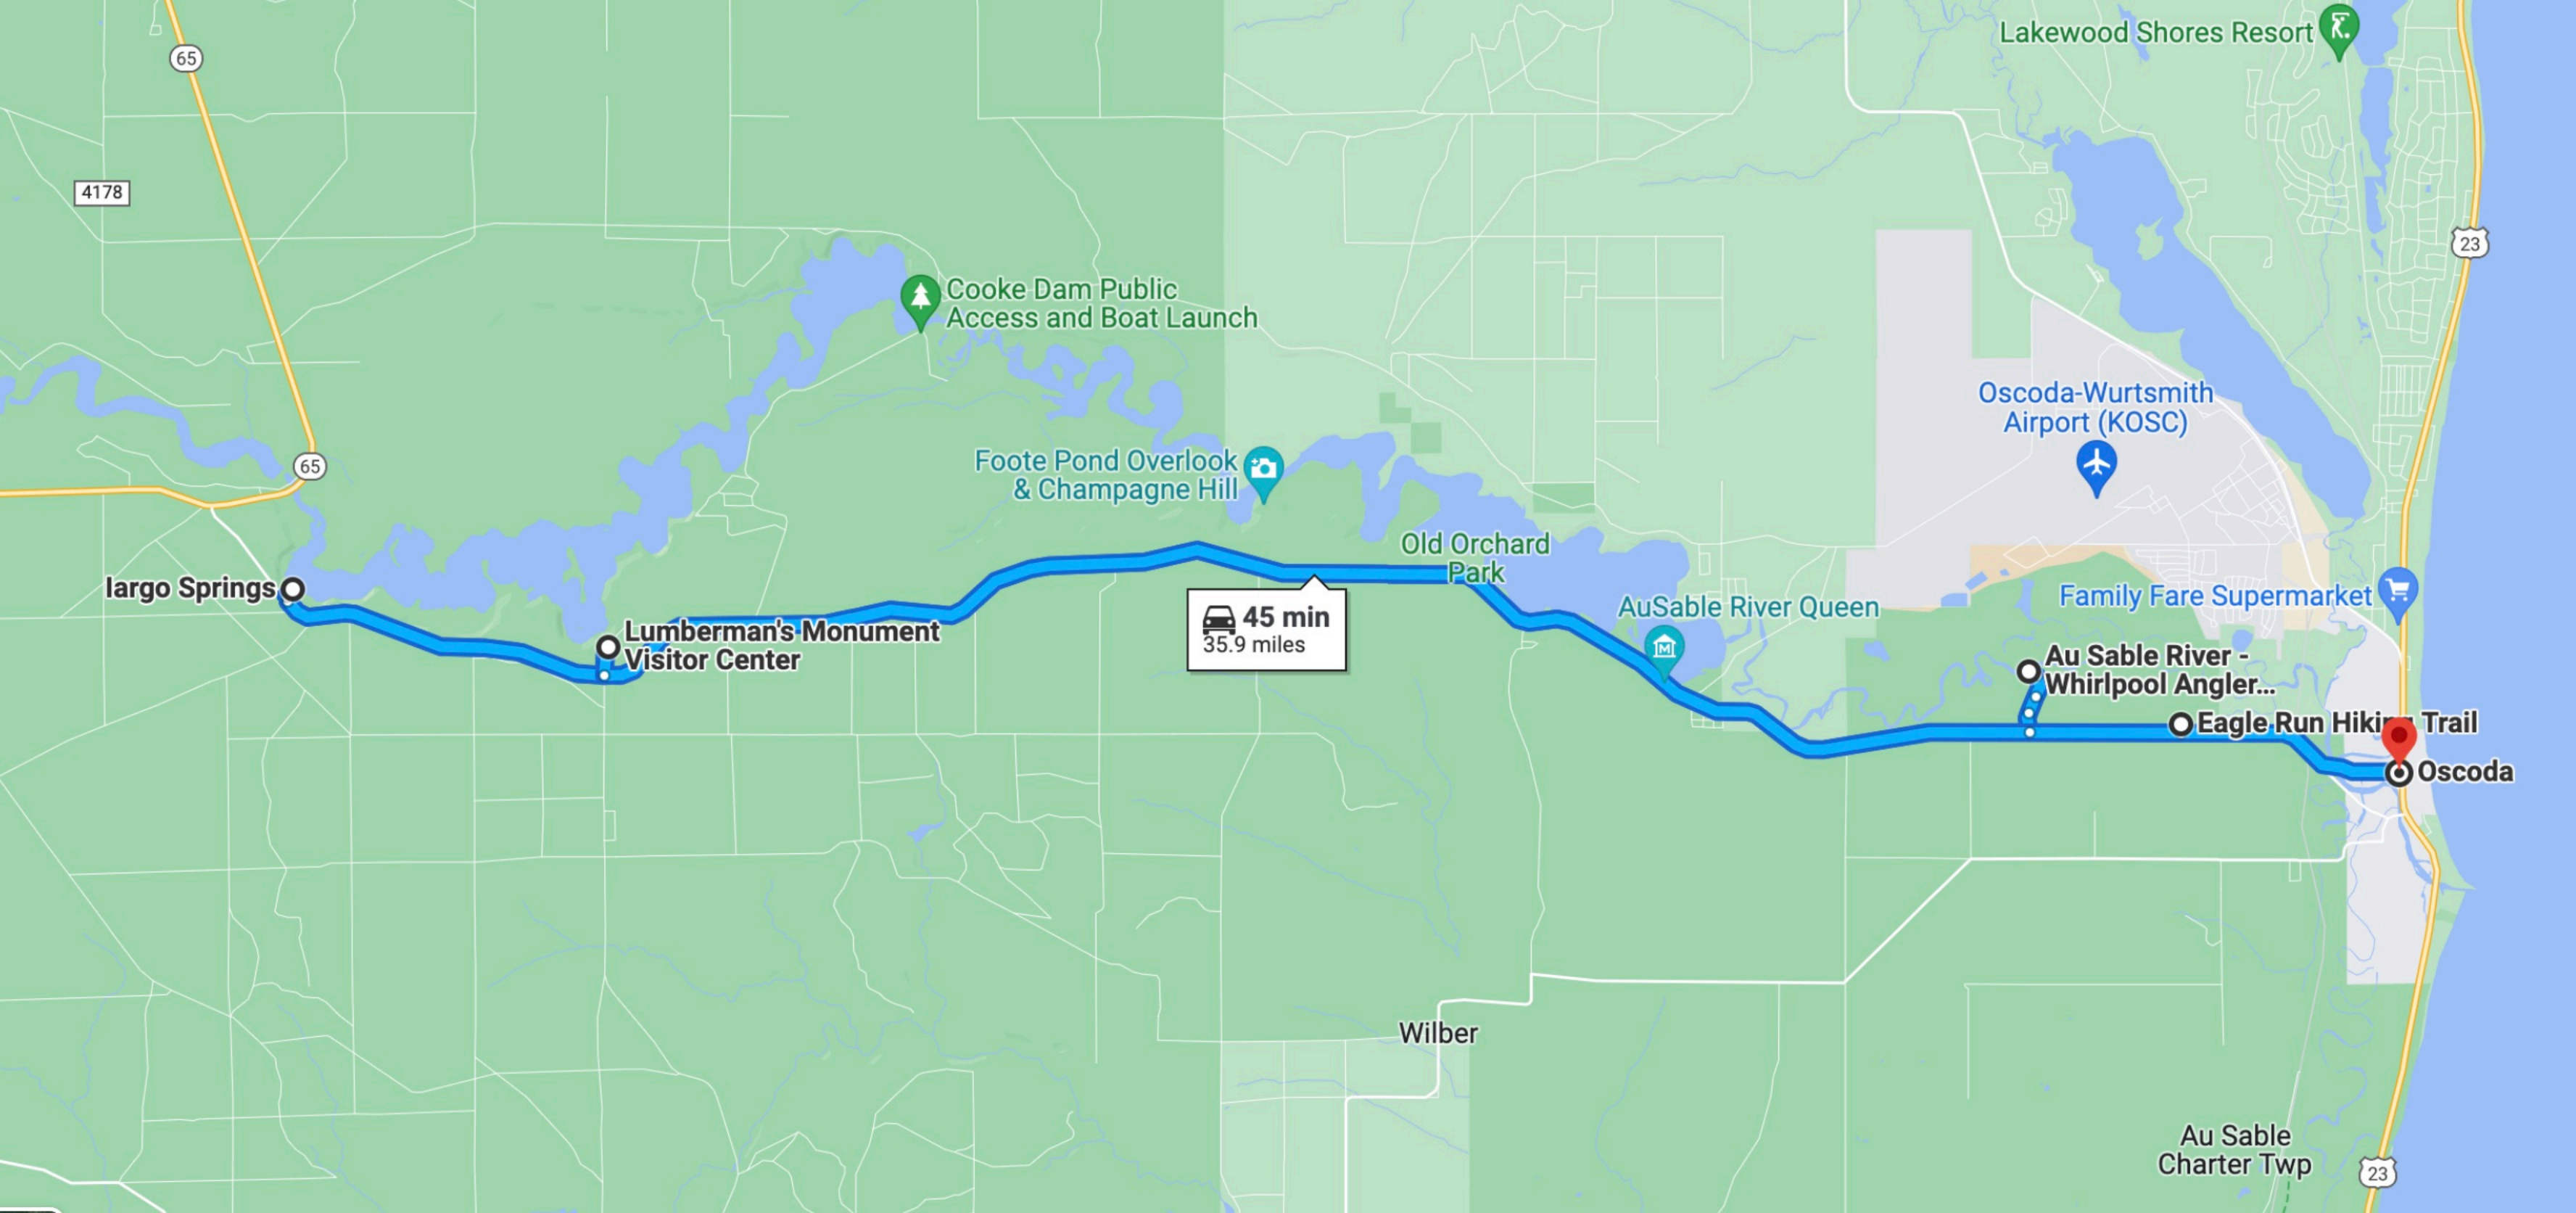 Lakewood Shores Resort
65
4178
23
Cooke Dam Public
Access and Boat Launch
Oscoda-Wurtsmith
Airport (KOSC)
65
Foote Pond Overlook
& Champagne Hill
Old Orchard
Park
Iargo Springs
Family Fare Supermarket
AuSable River Queen
45 min
35.9 miles
Lumberman's Monument
Visitor Center
Au Sable River -
Whirlpool Angler...
Eagle Run Hiking Trail
Oscoda
Wilber
Au Sable
Charter Twp
23